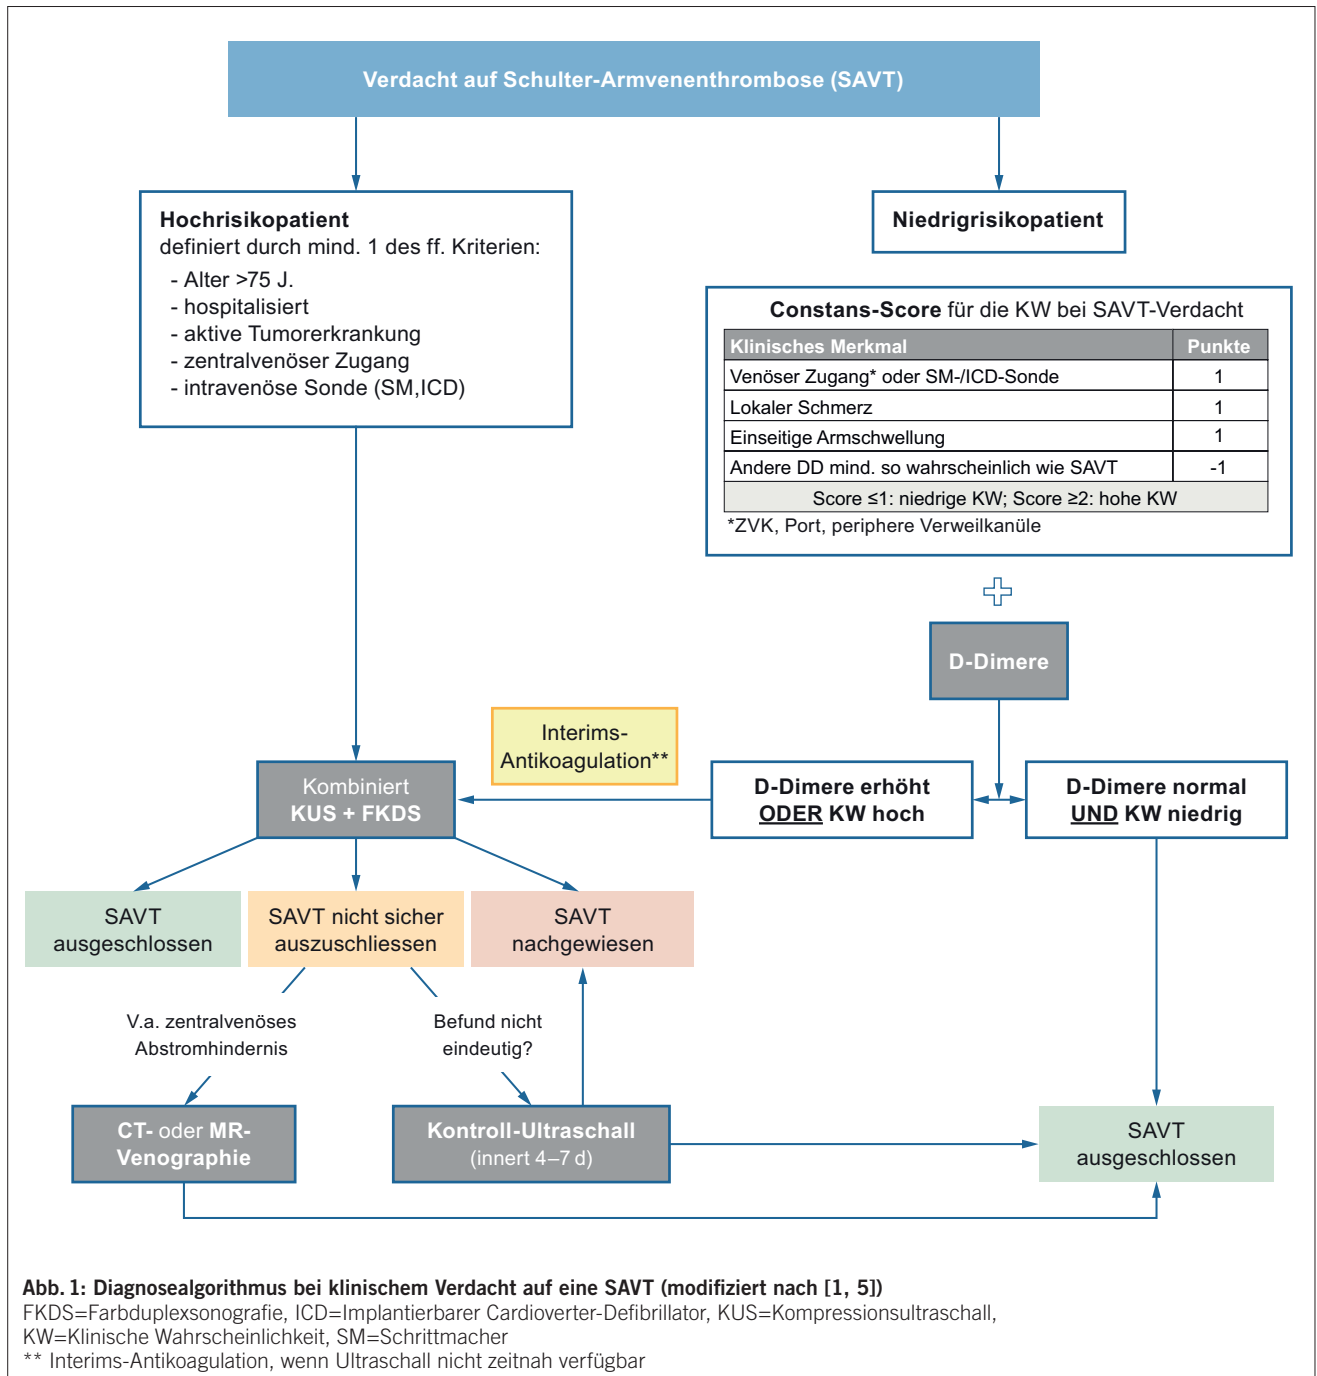 Verdacht auf Schulter-Armvenenthrombose (SAVT)
Hochrisikopatient
definiert durch mind. 1 des ff. Kriterien:
- Alter >75 J.
- hospitalisiert
- aktive Tumorerkrankung
- zentralvenöser Zugang
- intravenöse Sonde (SM,ICD)
Niedrigrisikopatient
Constans-Score für die KW bei SAVT-Verdacht
Klinisches Merkmal Punkte
Venöser Zugang* oder SM-/ICD-Sonde 1
Lokaler Schmerz 1
Einseitige Armschwellung 1
Andere DD mind. so wahrscheinlich wie SAVT -1
Score ≤1: niedrige KW; Score ≥2: hohe KW
*ZVK, Port, periphere Verweilkanüle
D-Dimere
Interims-
Antikoagulation**
Kombiniert
KUS + FKDS
D-Dimere erhöht
ODER KW hoch
D-Dimere normal
UND KW niedrig
SAVT
ausgeschlossen
SAVT nicht sicher
auszuschliessen
SAVT
nachgewiesen
V.a. zentralvenöses
Abstromhindernis
Befund nicht
eindeutig?
CT- oder MR-
Venographie
Kontroll-Ultraschall
(innert 4–7 d)
SAVT
ausgeschlossen
Abb. 1: Diagnosealgorithmus bei klinischem Verdacht auf eine SAVT (modifiziert nach [1, 5])
FKDS=Farbduplexsonografie, ICD=Implantierbarer Cardioverter-Defibrillator, KUS=Kompressionsultraschall,
KW=Klinische Wahrscheinlichkeit, SM=Schrittmacher
** Interims-Antikoagulation, wenn Ultraschall nicht zeitnah verfügbar